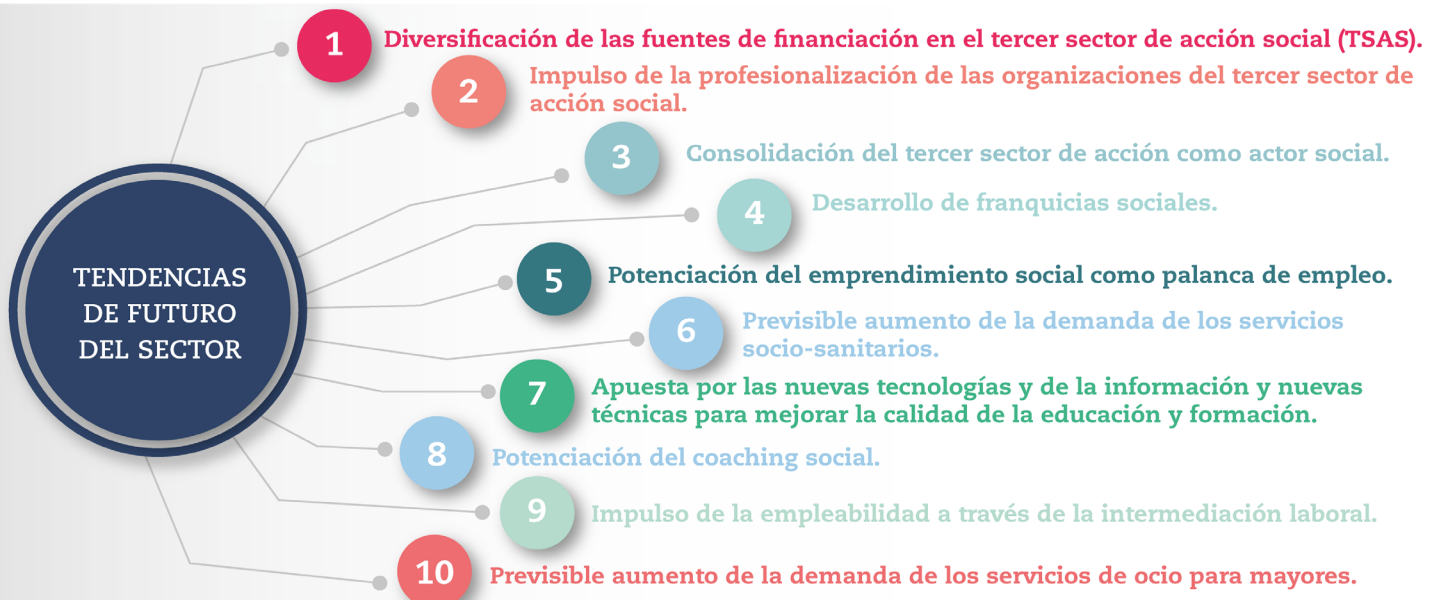 TENDENCIAS
DE FUTURO
DEL SECTOR
1
Diversificación de las fuentes de financiación en el tercer sector de acción social (TSAS).
2
Impulso de la profesionalización de las organizaciones del tercer sector de
acción social.
3
Consolidación del tercer sector de acción como actor social.
4
Desarrollo de franquicias sociales.
5
Potenciación del emprendimiento social como palanca de empleo.
6
Previsible aumento de la demanda de los servicios
socio-sanitarios.
7
Apuesta por las nuevas tecnologías y de la información y nuevas
técnicas para mejorar la calidad de la educación y formación.
8
Potenciación del coaching social.
9
Impulso de la empleabilidad a través de la intermediación laboral.
10
Previsible aumento de la demanda de los servicios de ocio para mayores.